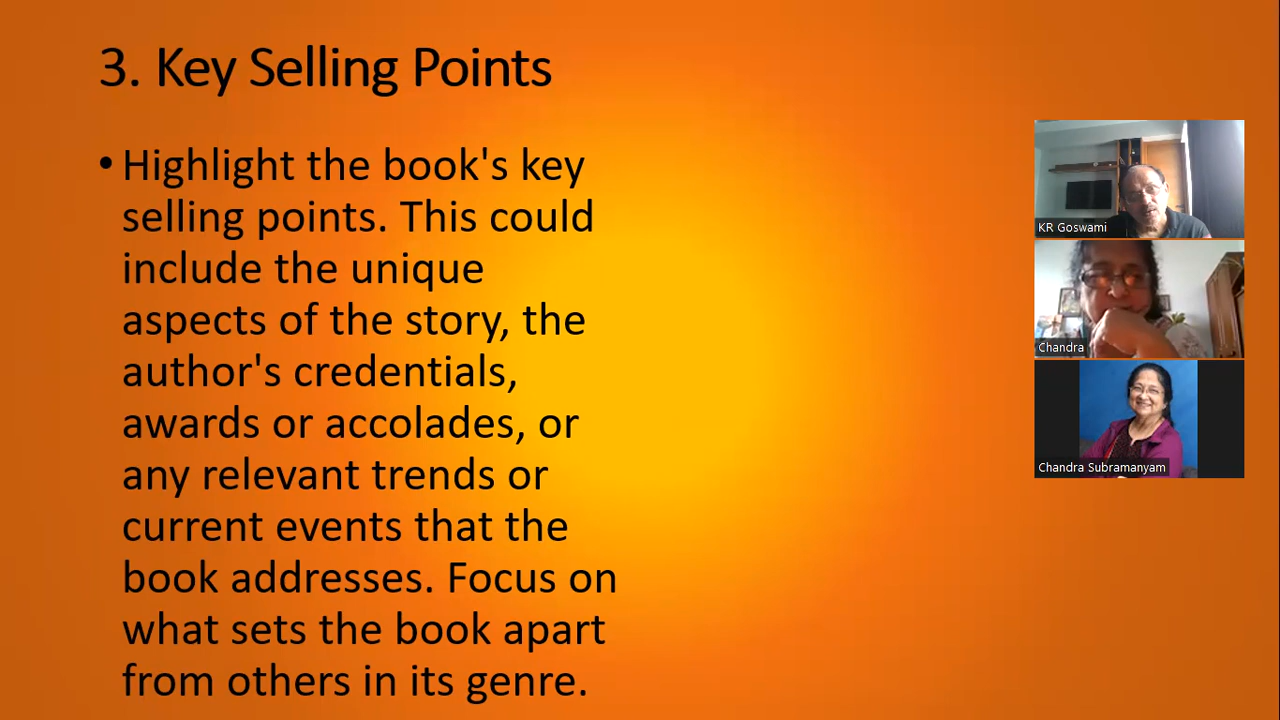 3. Key Selling Points
• Highlight the book's key
selling points. This could
include the unique
aspects of the story, the
author's credentials,
awards or accolades, or
any relevant trends or
current events that the
book addresses. Focus on
what sets the book apart
from others in its genre.
KR Goswami
Chandra
Chandra Subramanyam